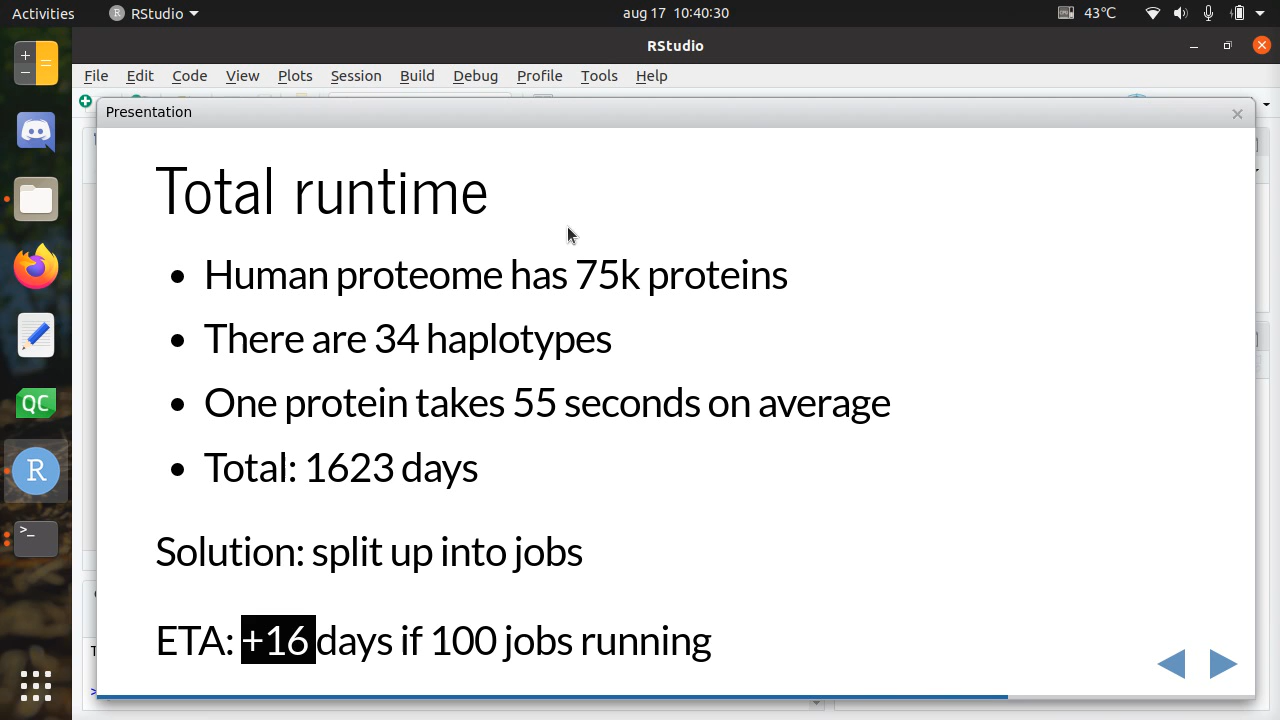 Activities RStudio aug 17 10:40:30 43°C
RStudio
File Edit Code View Plots Session Build Debug Profile Tools Help
Presentation
Total runtime
• Human proteome has 75k proteins
• There are 34 haplotypes
• One protein takes 55 seconds on average
• Total: 1623 days
Solution: split up into jobs
ETA: +16 days if 100 jobs running
QC
R
>_